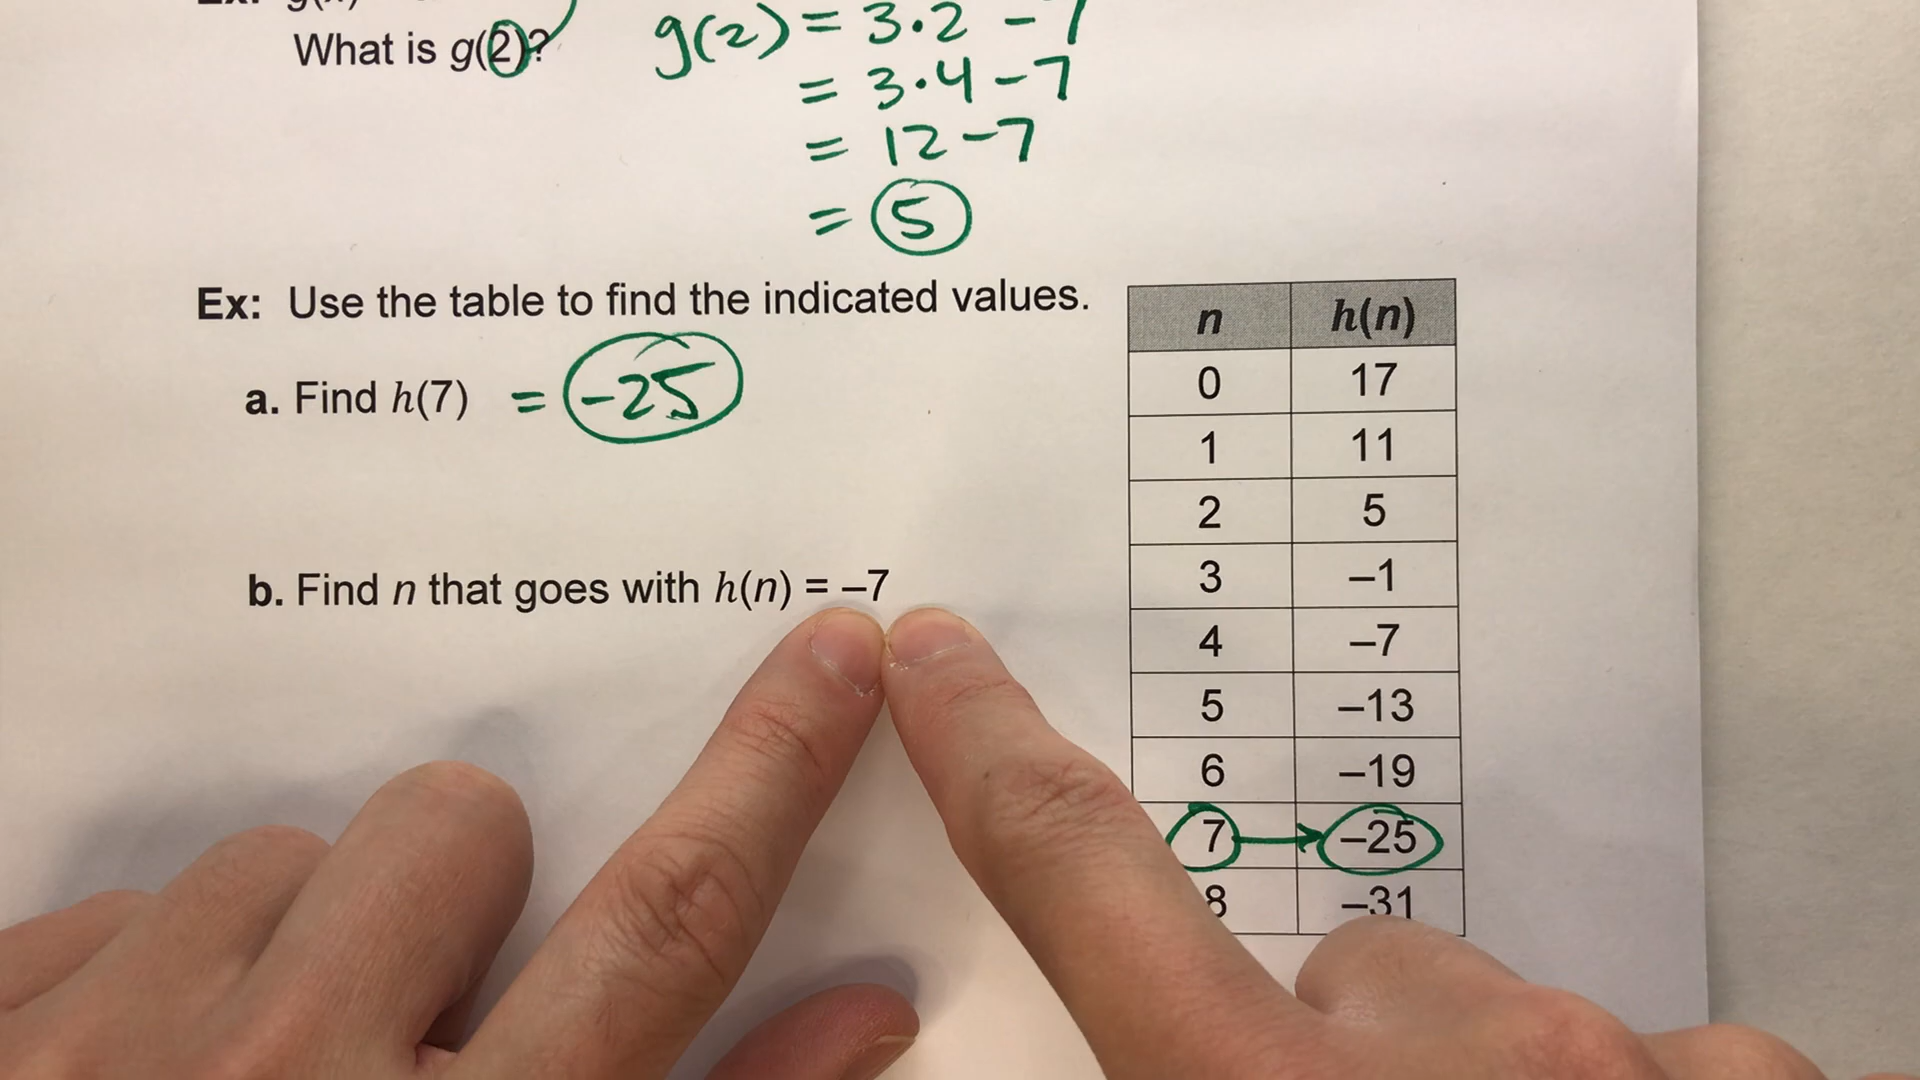 What is g(2)?
g(2) = 3·2 - 7
= 3·4-7
= 12-7
= 5
Ex: Use the table to find the indicated values.
a. Find h(7) = -25
b. Find n that goes with h(n) = –7
n h(n)
0 17
1 11
2 5
3 –1
4 –7
5 –13
6 –19
7 –25
8 –31